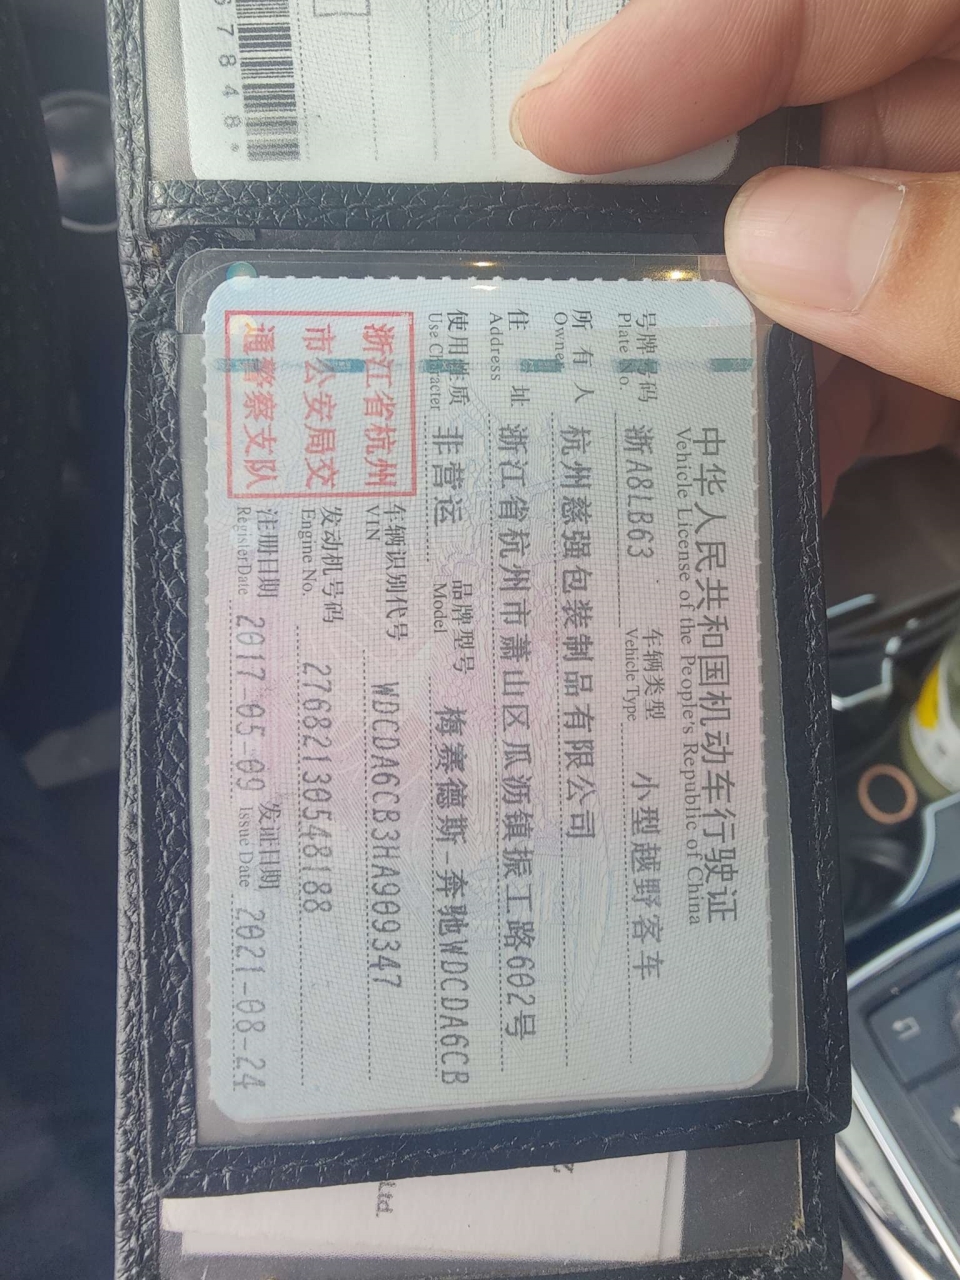 7848*
中华人民共和国机动车行驶证
Vehicle License of the People's Republic of China
号牌号码 浙A8LB63 车辆类型 小型越野客车
Plate No. Vehicle Type
所有人 杭州慈强包装制品有限公司
Owner
住址 浙江省杭州市萧山区瓜沥镇振工路602号
Address
使用性质 非营运 品牌型号 梅赛德斯-奔驰WDCDA6CB
Use Character Model
浙江省杭州
市公安局交
通警察支队
车辆识别代号 WDCDA6CB3HA909347
VIN
发动机号码 27682130548188
Engine No.
注册日期 2017-05-09 发证日期 2021-08-24
Register Date Issue Date
Ltd.